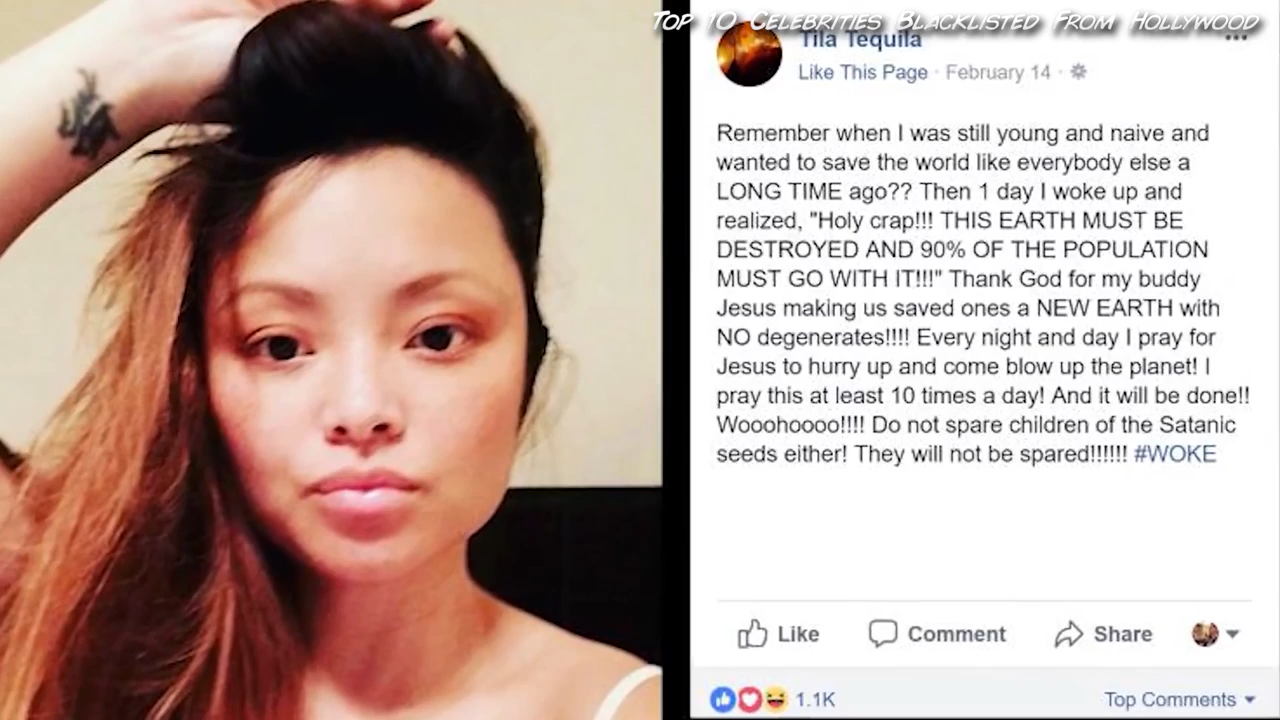 Top 10 Celebrities Blacklisted From Hollywood
Tila Tequila
Like This Page · February 14 ·
Remember when I was still young and naive and
wanted to save the world like everybody else a
LONG TIME ago?? Then 1 day I woke up and
realized, "Holy crap!!! THIS EARTH MUST BE
DESTROYED AND 90% OF THE POPULATION
MUST GO WITH IT!!!" Thank God for my buddy
Jesus making us saved ones a NEW EARTH with
NO degenerates!!!! Every night and day I pray for
Jesus to hurry up and come blow up the planet! I
pray this at least 10 times a day! And it will be done!!
Wooohoooo!!!! Do not spare children of the Satanic
seeds either! They will not be spared!!!!!! #WOKE
Like Comment Share
1.1K Top Comments